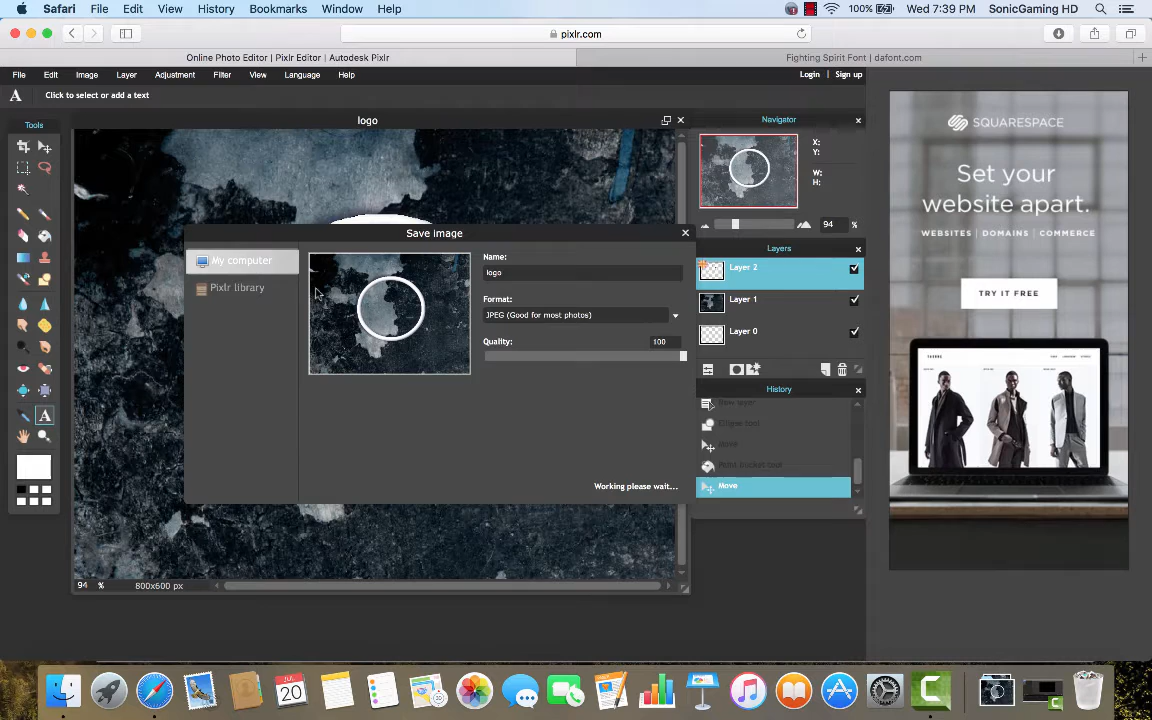 Safari File Edit View History Bookmarks Window Help
100% Wed 7:39 PM SonicGaming HD
pixlr.com
Online Photo Editor | Pixlr Editor | Autodesk Pixlr
Fighting Spirit Font | dafont.com
File Edit Image Layer Adjustment Filter View Language Help
Login | Sign up
A Click to select or add a text
Tools
logo
Navigator
X:
Y:
W:
H:
94 %
Save image
My computer
Pixlr library
Name:
logo
Format:
JPEG (Good for most photos)
Quality:
100
Working please wait...
Layers
Layer 2
Layer 1
Layer 0
History
New layer
Ellipse tool
Move
Paint bucket tool
Move
A
94 % 800x600 px
SQUARESPACE
Set your
website apart.
WEBSITES | DOMAINS | COMMERCE
TRY IT FREE
JUL
20